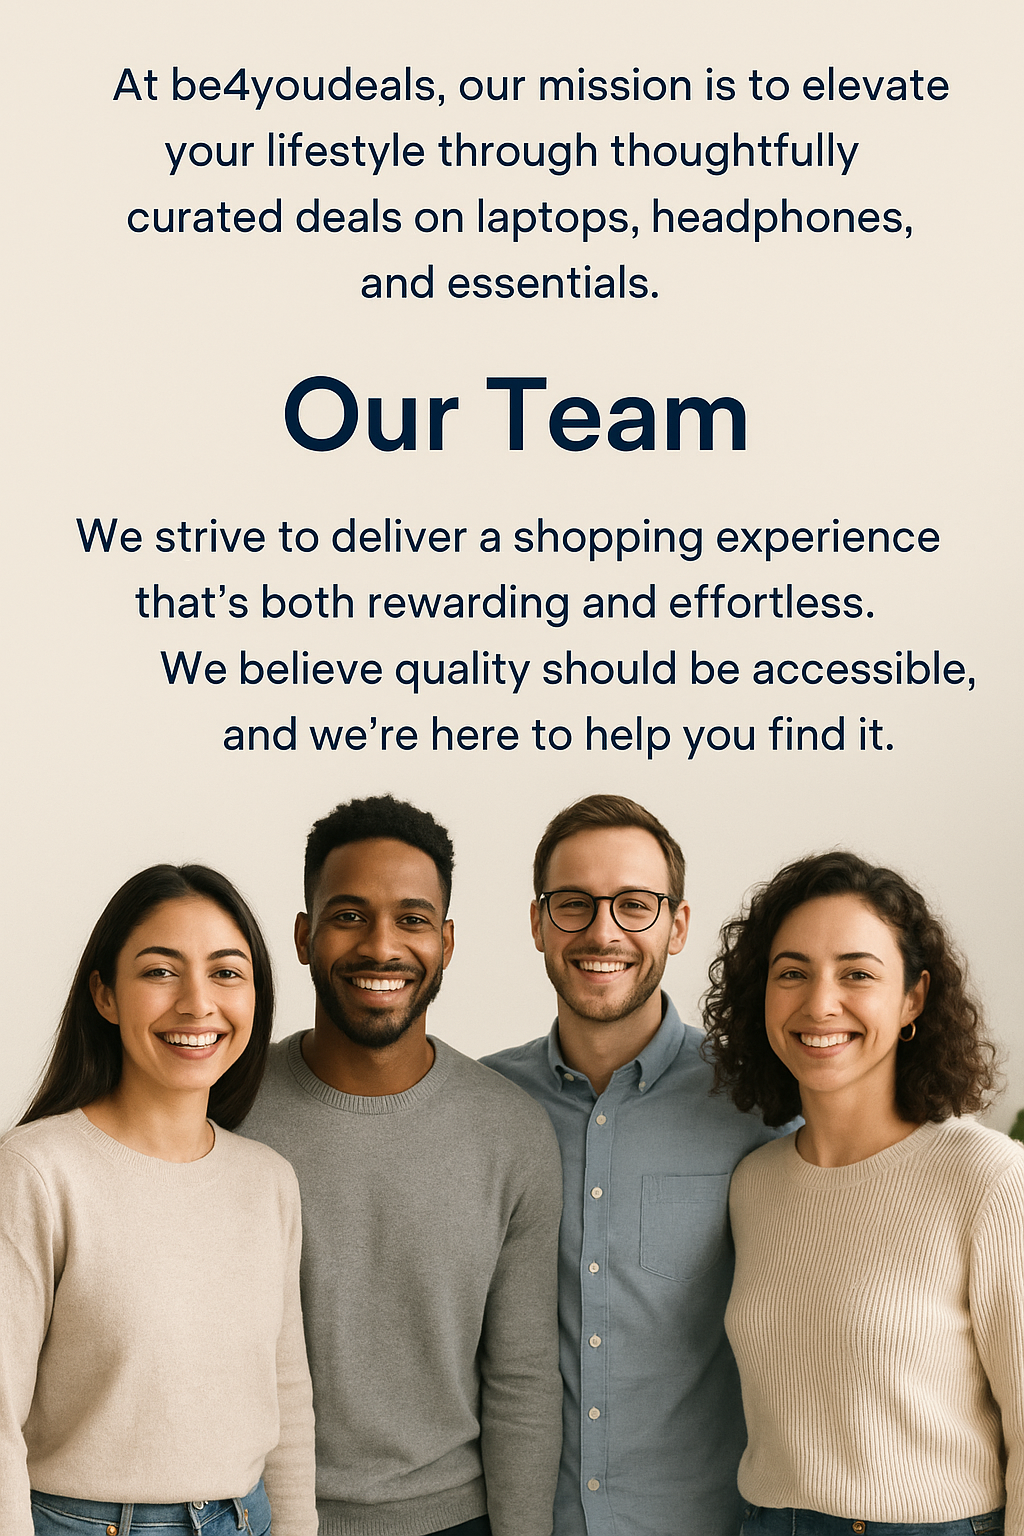 At be4youdeals, our mission is to elevate
your lifestyle through thoughtfully
curated deals on laptops, headphones,
and essentials.
Our Team
We strive to deliver a shopping experience
that’s both rewarding and effortless.
We believe quality should be accessible,
and we’re here to help you find it.